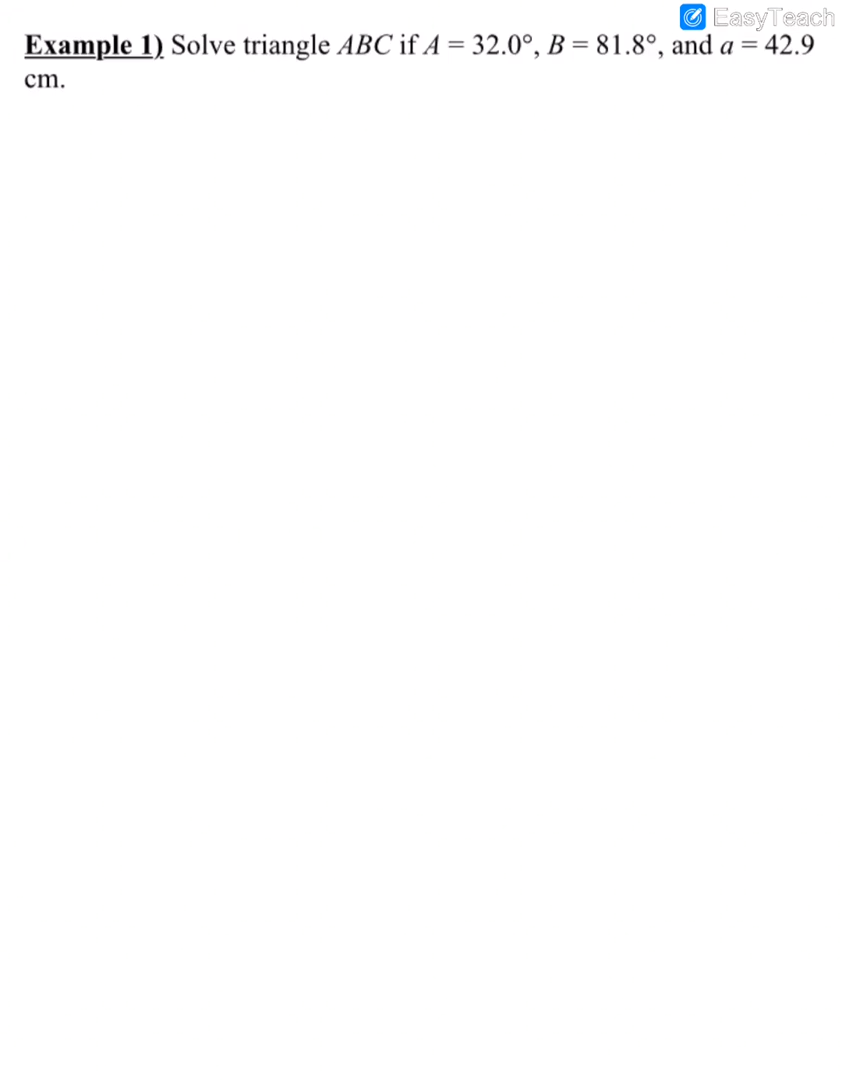 EasyTeach
Example 1) Solve triangle ABC if A = 32.0°, B = 81.8°, and a = 42.9
cm.